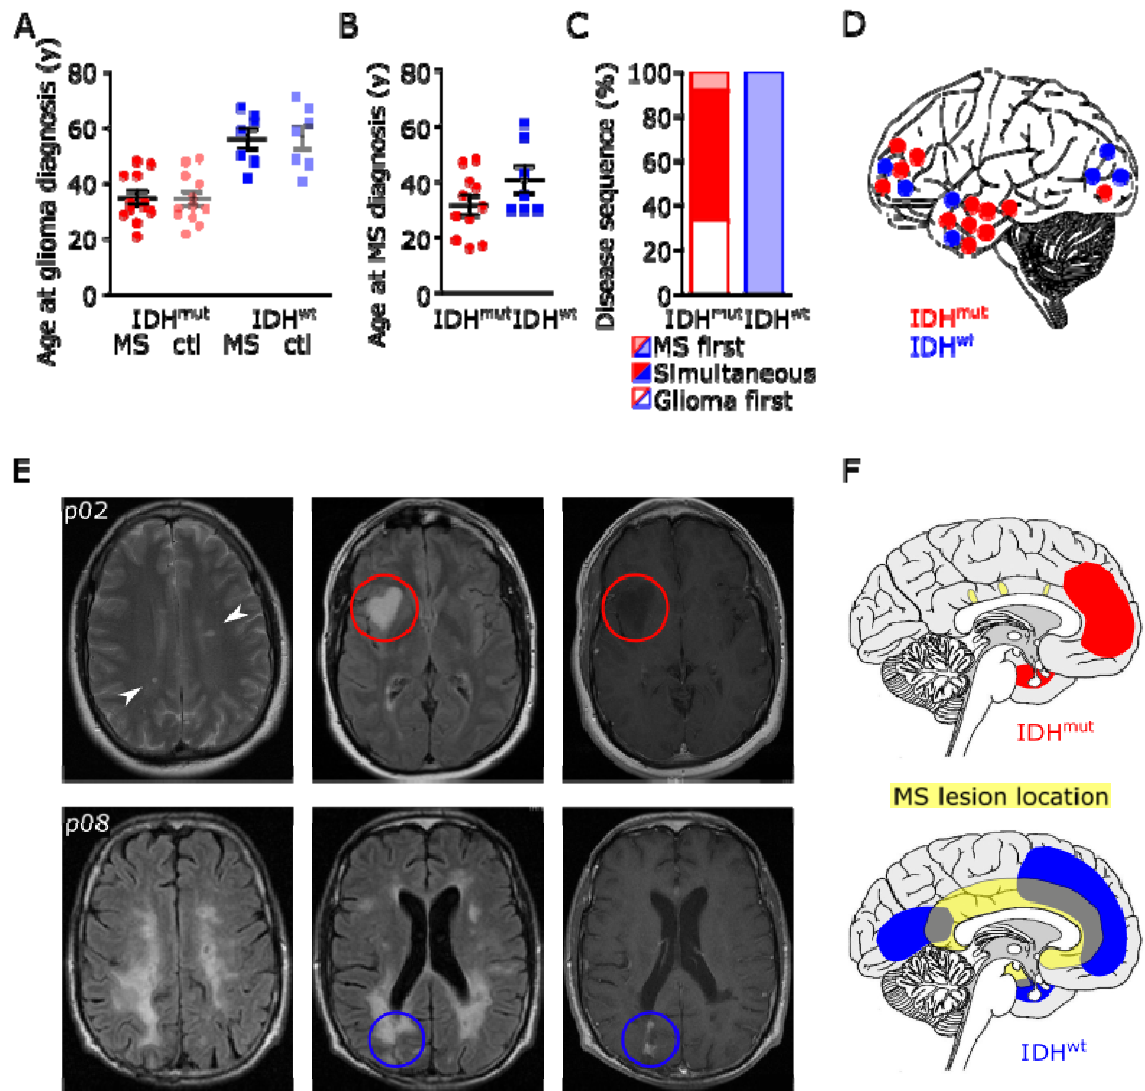 A
Age at glioma diagnosis (y)
80
60
40
20
0
IDHmut IDHwt
MS ctl MS ctl
B
Age at MS diagnosis (y)
80
60
40
20
0
IDHmut IDHwt
C
Disease sequence (%)
100
80
60
40
20
0
IDHmut IDHwt
MS first
Simultaneous
Glioma first
D
IDHmut
IDHwt
E
p02
p08
F
IDHmut
MS lesion location
IDHwt